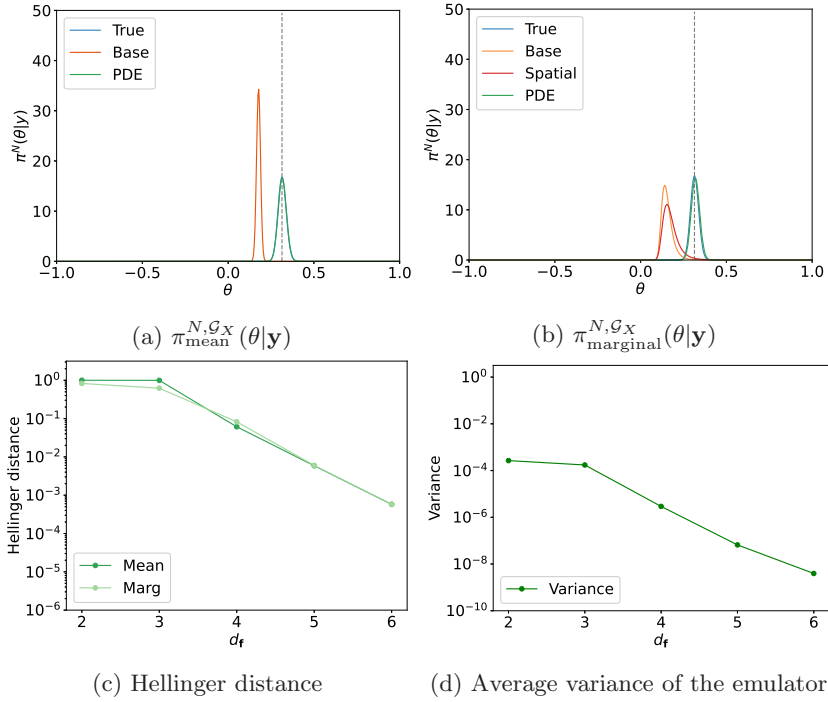 50
40
30
20
10
0
π^N(θ|y)
True
Base
PDE
−1.0 −0.5 0.0 0.5 1.0
θ
(a) π^{N,𝒢_X}_{mean}(θ|𝐲)
50
40
30
20
10
0
π^N(θ|y)
True
Base
Spatial
PDE
−1.0 −0.5 0.0 0.5 1.0
θ
(b) π^{N,𝒢_X}_{marginal}(θ|𝐲)
10^0
10^{−1}
10^{−2}
10^{−3}
10^{−4}
10^{−5}
10^{−6}
Hellinger distance
Mean
Marg
2 3 4 5 6
d_𝐟
(c) Hellinger distance
10^0
10^{−2}
10^{−4}
10^{−6}
10^{−8}
10^{−10}
Variance
Variance
2 3 4 5 6
d_𝐟
(d) Average variance of the emulator